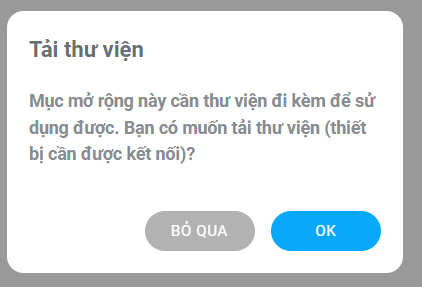 Tải thư viện
Mục mở rộng này cần thư viện đi kèm để sử
dụng được. Bạn có muốn tải thư viện (thiết
bị cần được kết nối)?
BỎ QUA
OK